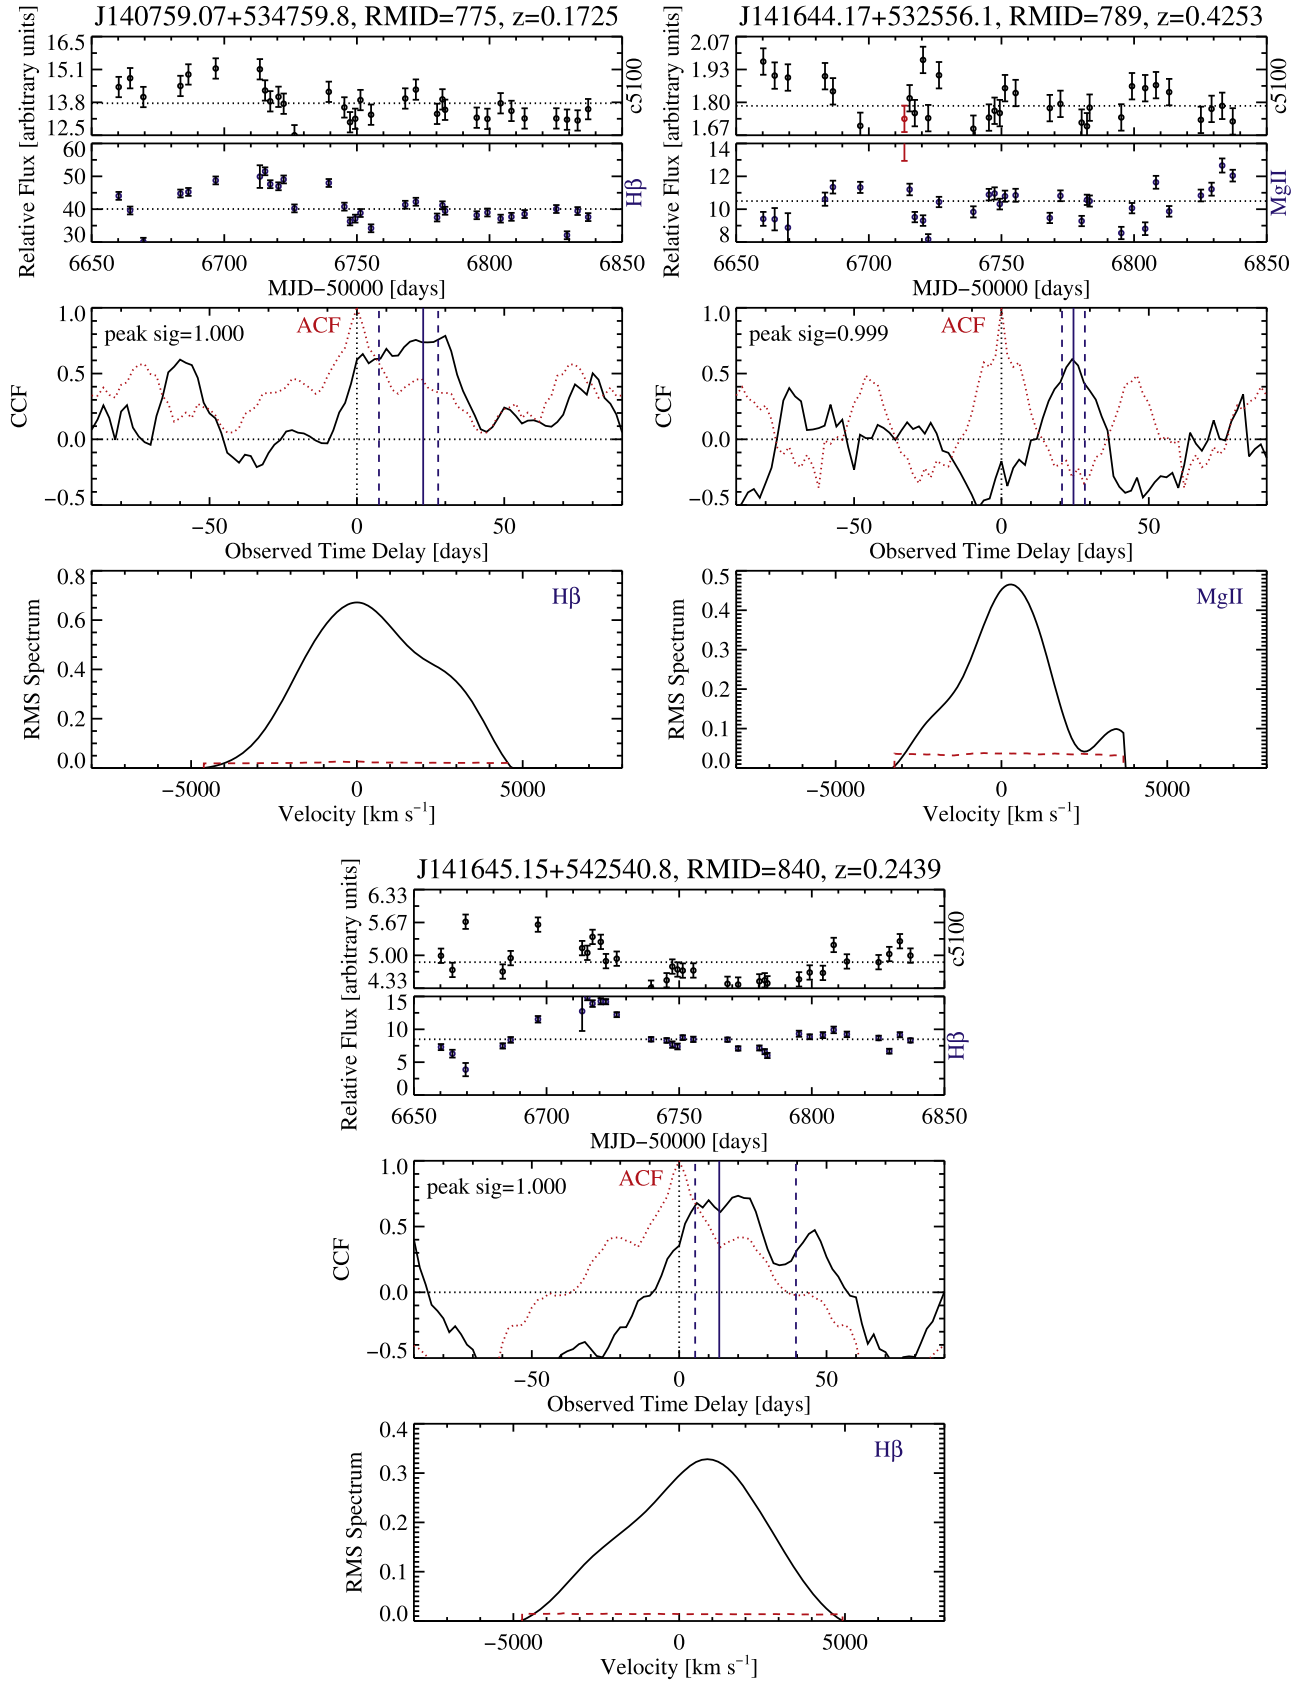 J140759.07+534759.8, RMID=775, z=0.1725
Relative Flux [arbitrary units]
16.5
15.1
13.8
12.5
c5100
60
50
40
30
Hβ
6650 6700 6750 6800 6850
MJD−50000 [days]
peak sig=1.000
ACF
CCF
1.0
0.5
0.0
−0.5
−50 0 50
Observed Time Delay [days]
RMS Spectrum
0.8
0.6
0.4
0.2
0.0
Hβ
−5000 0 5000
Velocity [km s⁻¹]
J141644.17+532556.1, RMID=789, z=0.4253
Relative Flux [arbitrary units]
2.07
1.93
1.80
1.67
c5100
14
12
10
8
MgII
6650 6700 6750 6800 6850
MJD−50000 [days]
peak sig=0.999
ACF
CCF
1.0
0.5
0.0
−0.5
−50 0 50
Observed Time Delay [days]
RMS Spectrum
0.5
0.4
0.3
0.2
0.1
0.0
MgII
−5000 0 5000
Velocity [km s⁻¹]
J141645.15+542540.8, RMID=840, z=0.2439
Relative Flux [arbitrary units]
6.33
5.67
5.00
4.33
c5100
15
10
5
0
Hβ
6650 6700 6750 6800 6850
MJD−50000 [days]
peak sig=1.000
ACF
CCF
1.0
0.5
0.0
−0.5
−50 0 50
Observed Time Delay [days]
RMS Spectrum
0.4
0.3
0.2
0.1
0.0
Hβ
−5000 0 5000
Velocity [km s⁻¹]